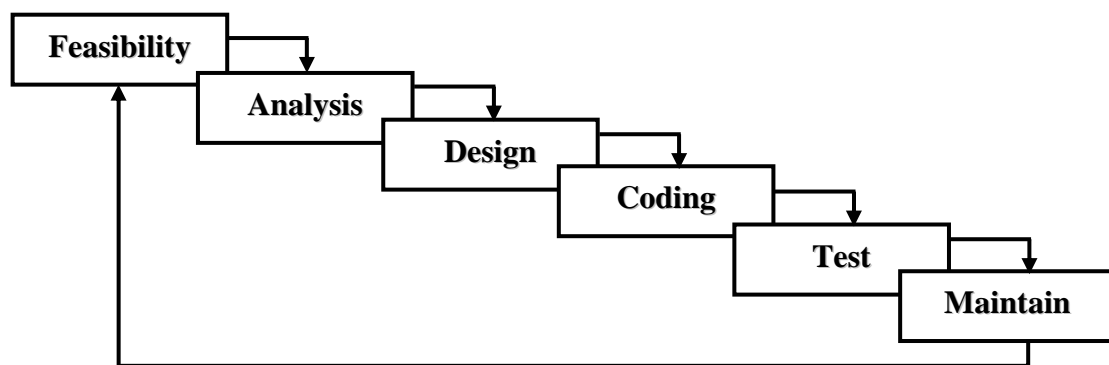 Feasibility
Analysis
Design
Coding
Test
Maintain